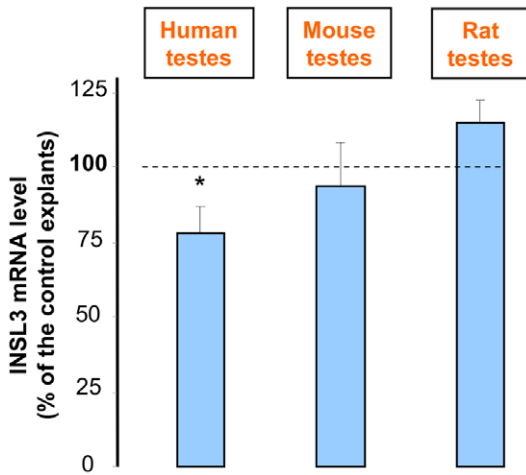 Human
testes
Mouse
testes
Rat
testes
INSL3 mRNA level
(% of the control explants)
125
100
75
50
25
0
*